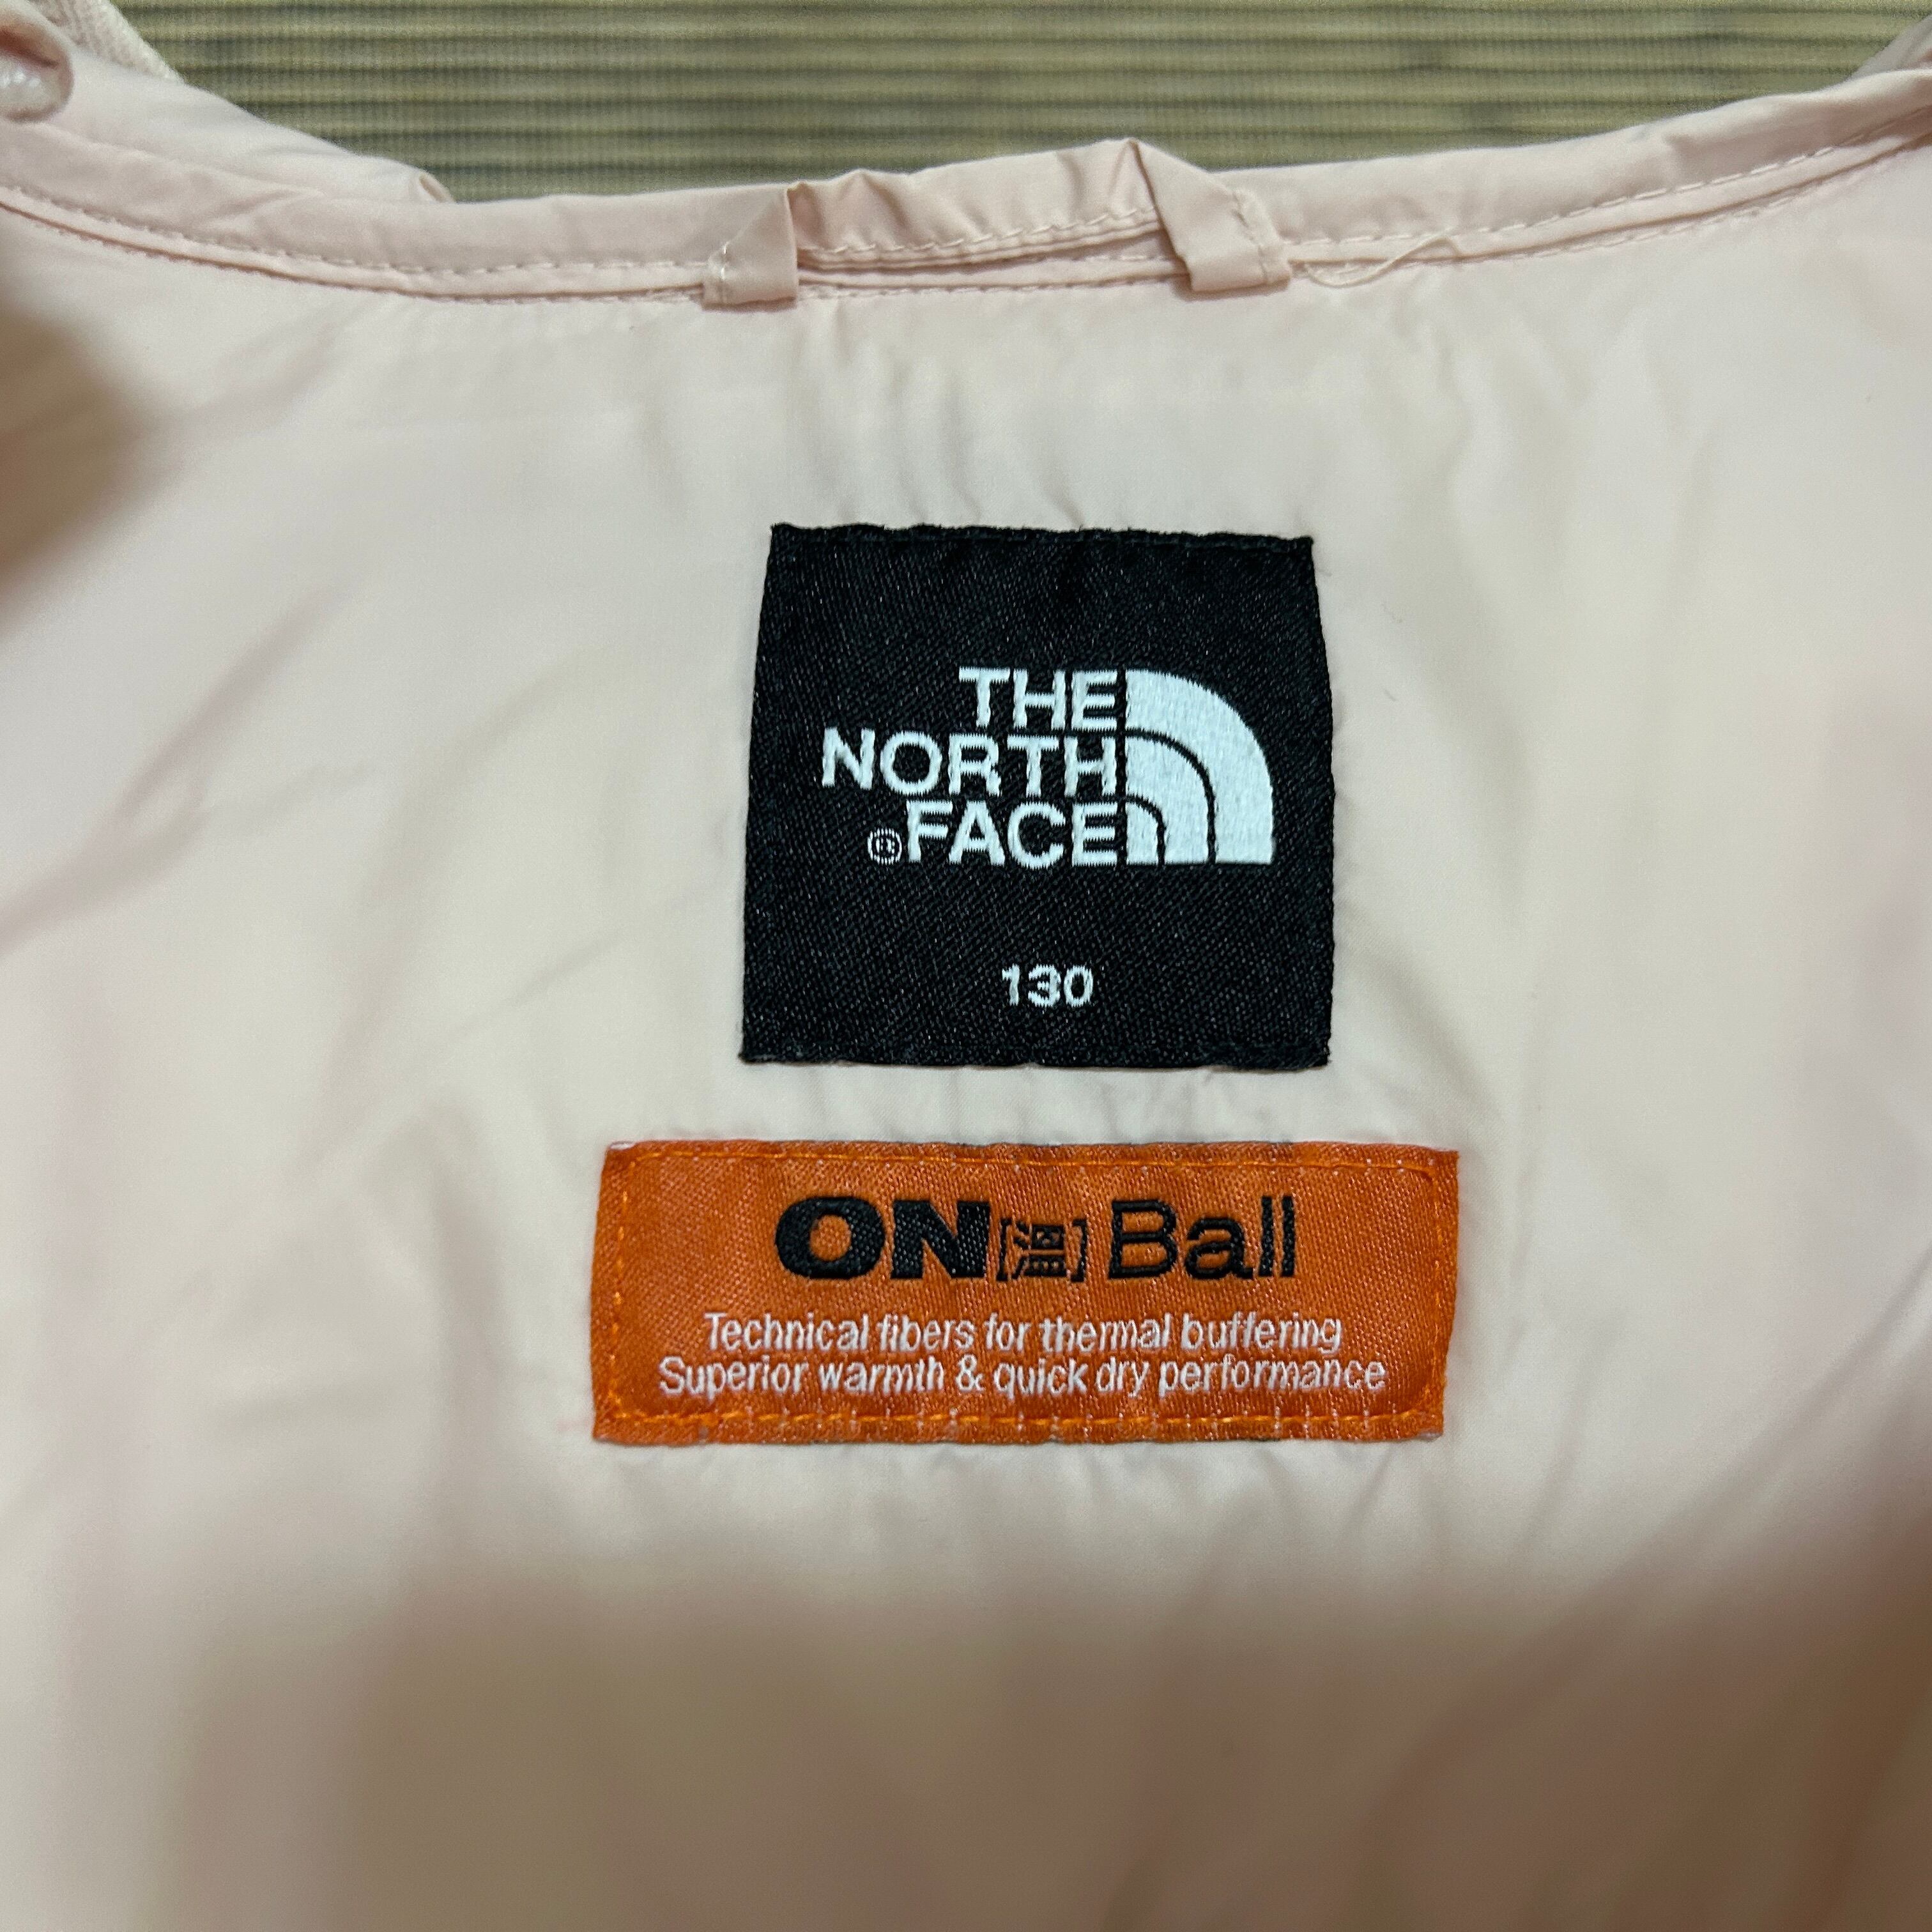 THE
NORTH
©FACE
130
ON[溫] Ball
Technical fibers for thermal buffering
Superior warmth & quick dry performance